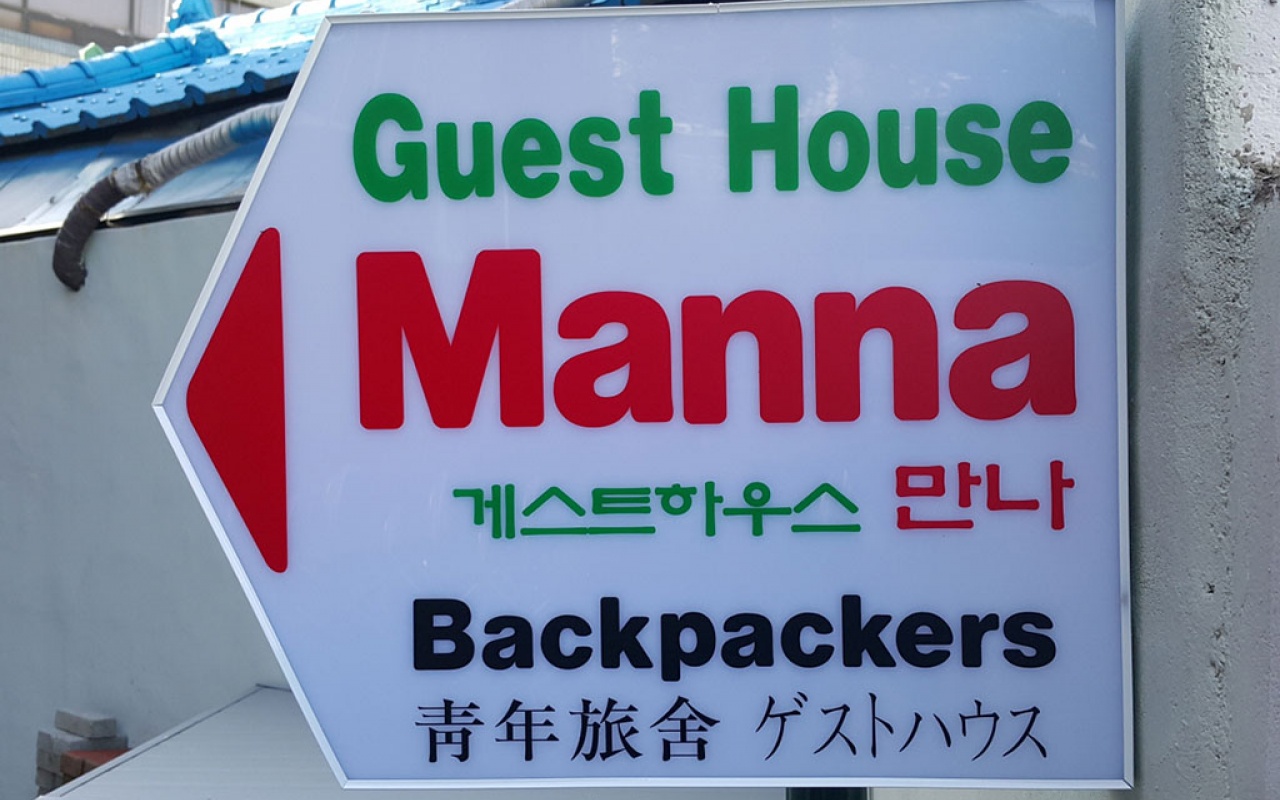 Guest House
Manna
게스트하우스 만나
Backpackers
靑年旅舍 ゲストハウス